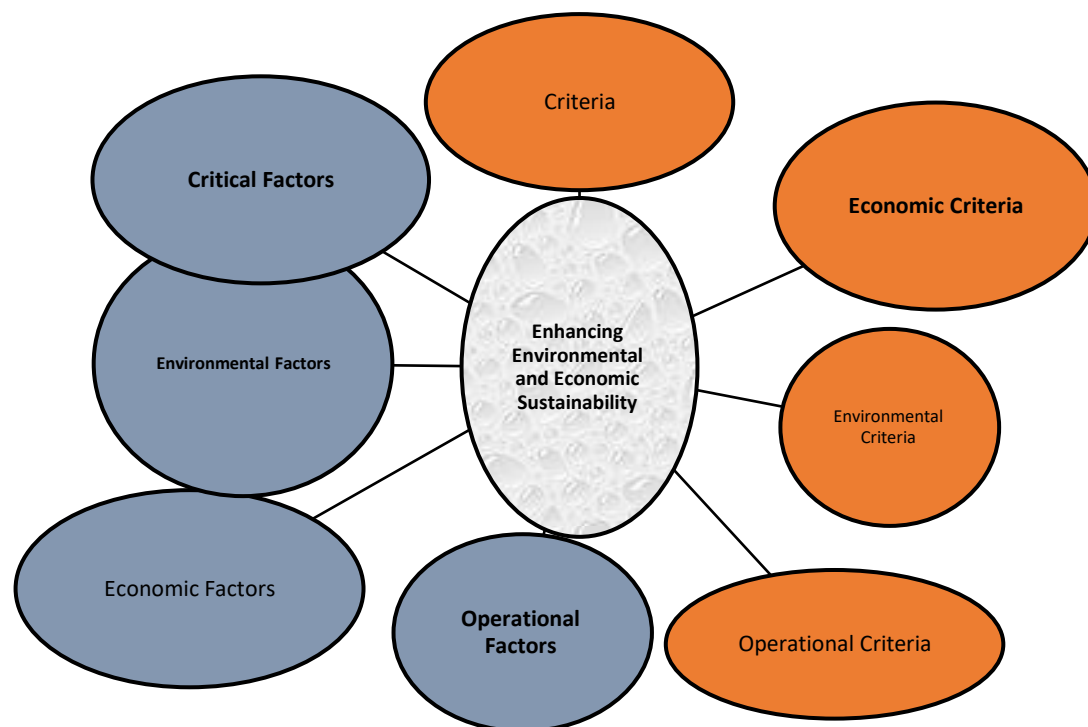 Criteria
Critical Factors
Economic Criteria
Enhancing
Environmental
and Economic
Sustainability
Environmental Factors
Environmental
Criteria
Economic Factors
Operational
Factors
Operational Criteria